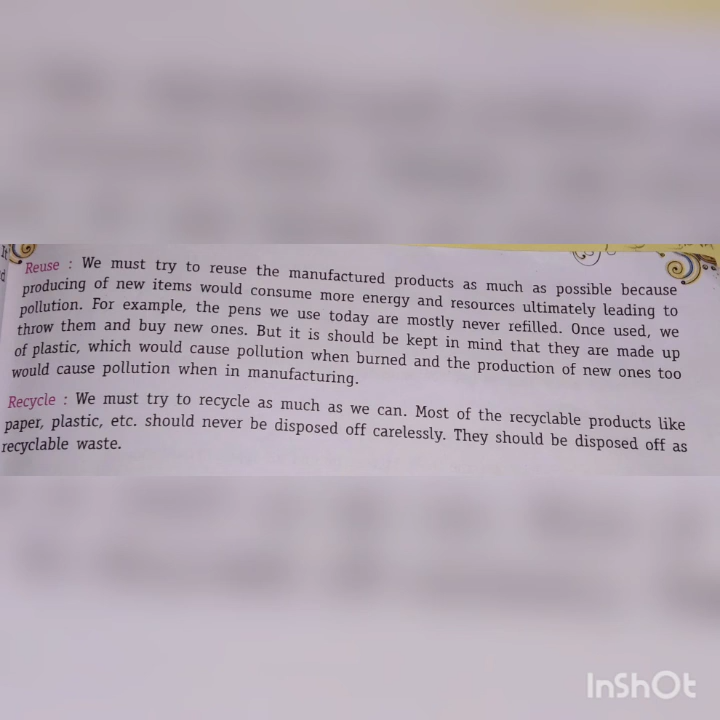 Reuse : We must try to reuse the manufactured products as much as possible because
producing of new items would consume more energy and resources ultimately leading to
pollution. For example, the pens we use today are mostly never refilled. Once used, we
throw them and buy new ones. But it is should be kept in mind that they are made up
of plastic, which would cause pollution when burned and the production of new ones too
would cause pollution when in manufacturing.
Recycle : We must try to recycle as much as we can. Most of the recyclable products like
paper, plastic, etc. should never be disposed off carelessly. They should be disposed off as
recyclable waste.
InShOt